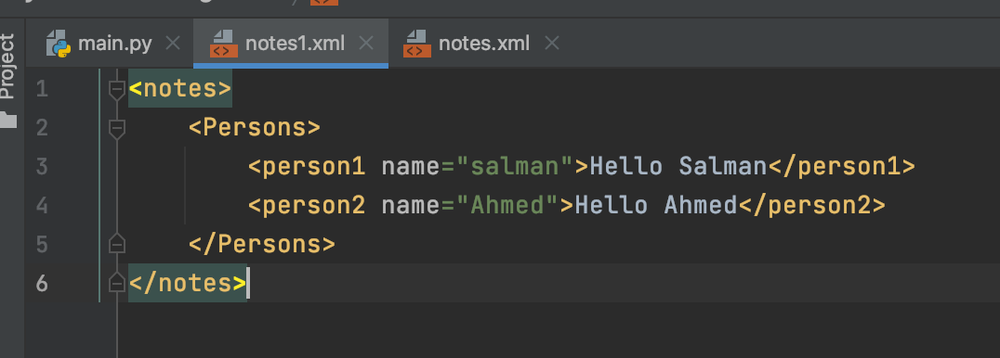 main.py notes1.xml notes.xml
Project
1 <notes>
2 <Persons>
3 <person1 name="salman">Hello Salman</person1>
4 <person2 name="Ahmed">Hello Ahmed</person2>
5 </Persons>
6 </notes>